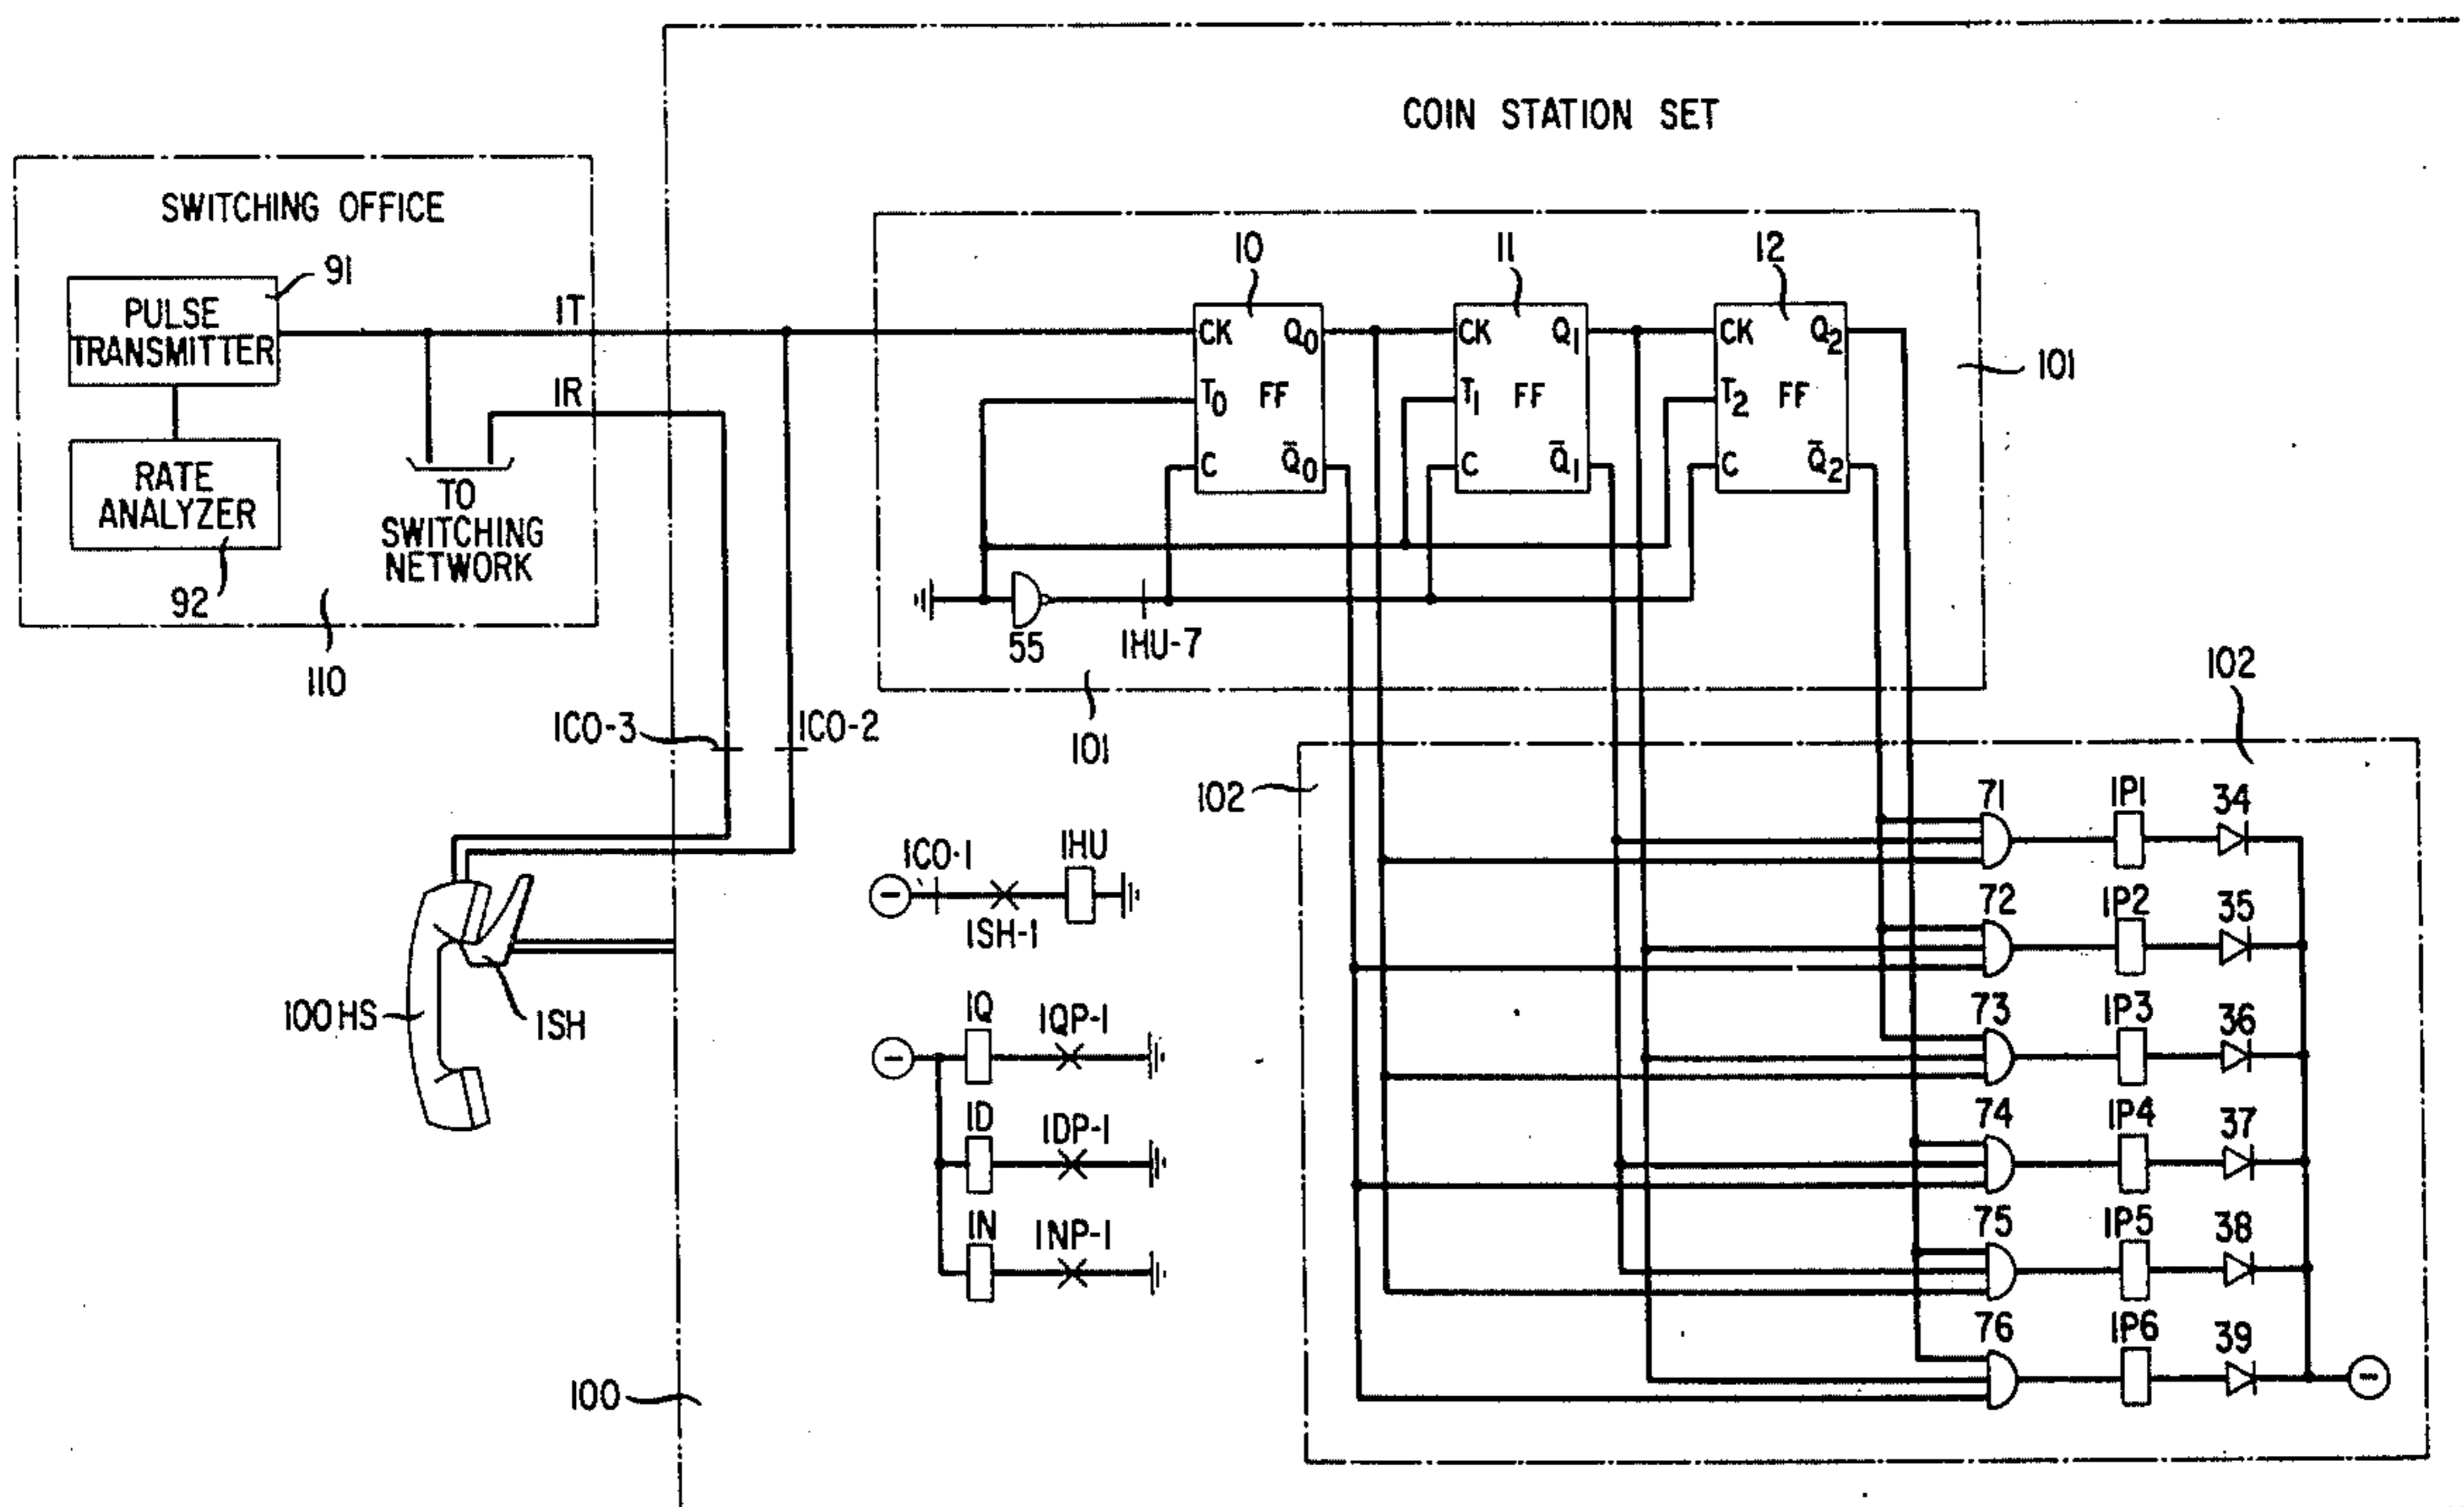 COIN STATION SET
SWITCHING OFFICE
91
PULSE
TRANSMITTER
RATE
ANALYZER
92
TO
SWITCHING
NETWORK
110
1T
1R
10
CK Q0
T0 FF
C Q̄0
11
CK Q1
T1 FF
C Q̄1
12
CK Q2
T2 FF
C Q̄2
101
55
1HU-7
101
1CO-3
1CO-2
100HS
1SH
100
1CO-1
1SH-1
1HU
1Q
1QP-1
1D
1DP-1
1N
1NP-1
102
102
71 1P1 34
72 1P2 35
73 1P3 36
74 1P4 37
75 1P5 38
76 1P6 39